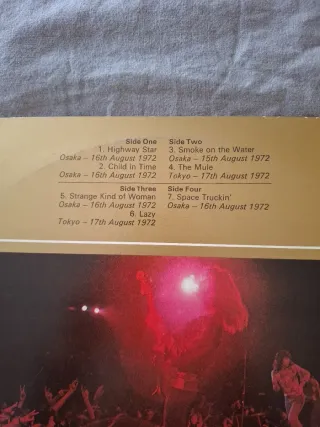 Side One
1. Highway Star
Osaka – 16th August 1972
2. Child in Time
Osaka – 16th August 1972
Side Two
3. Smoke on the Water
Osaka – 15th August 1972
4. The Mule
Tokyo – 17th August 1972
Side Three
5. Strange Kind of Woman
Osaka – 16th August 1972
6. Lazy
Tokyo – 17th August 1972
Side Four
7. Space Truckin'
Osaka – 16th August 1972